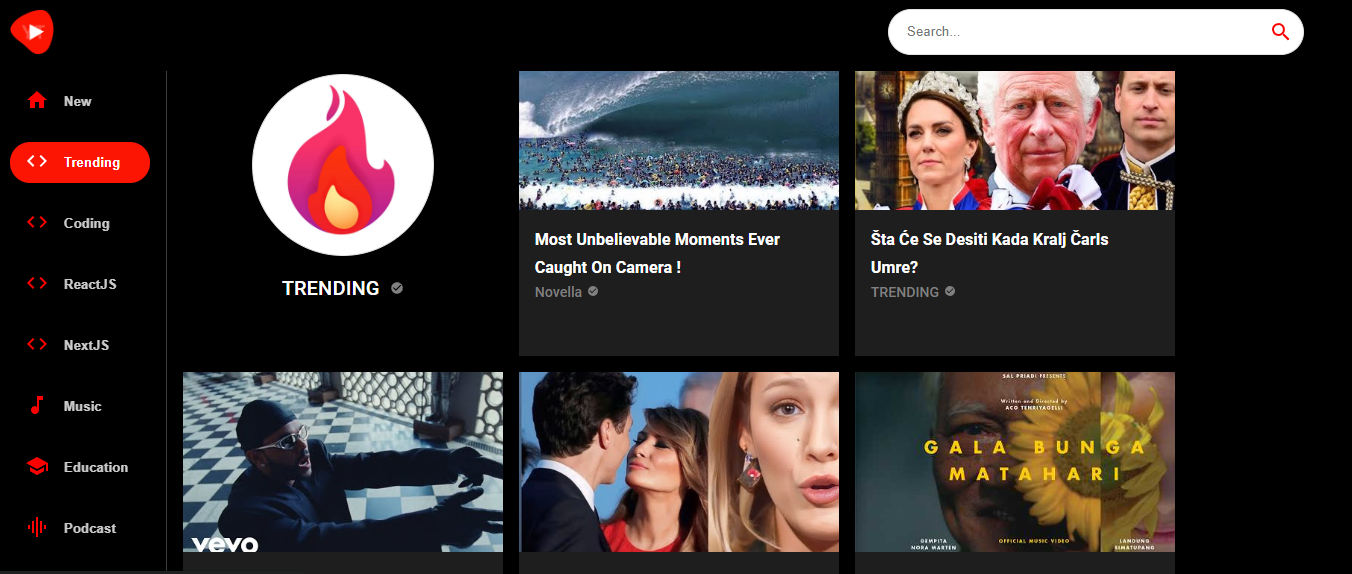 Search...
New
Trending
Coding
ReactJS
NextJS
Music
Education
Podcast
TRENDING
Most Unbelievable Moments Ever
Caught On Camera !
Novella
Šta Će Se Desiti Kada Kralj Čarls
Umre?
TRENDING
vevo
SAL PRIADI PRESENTS
Written and Directed by
ACO TENRIYAGELLI
GALA BUNGA
MATAHARI
GEMPITA
NORA MARTEN
OFFICIAL MUSIC VIDEO
LANDUNG
SIMATUPANG